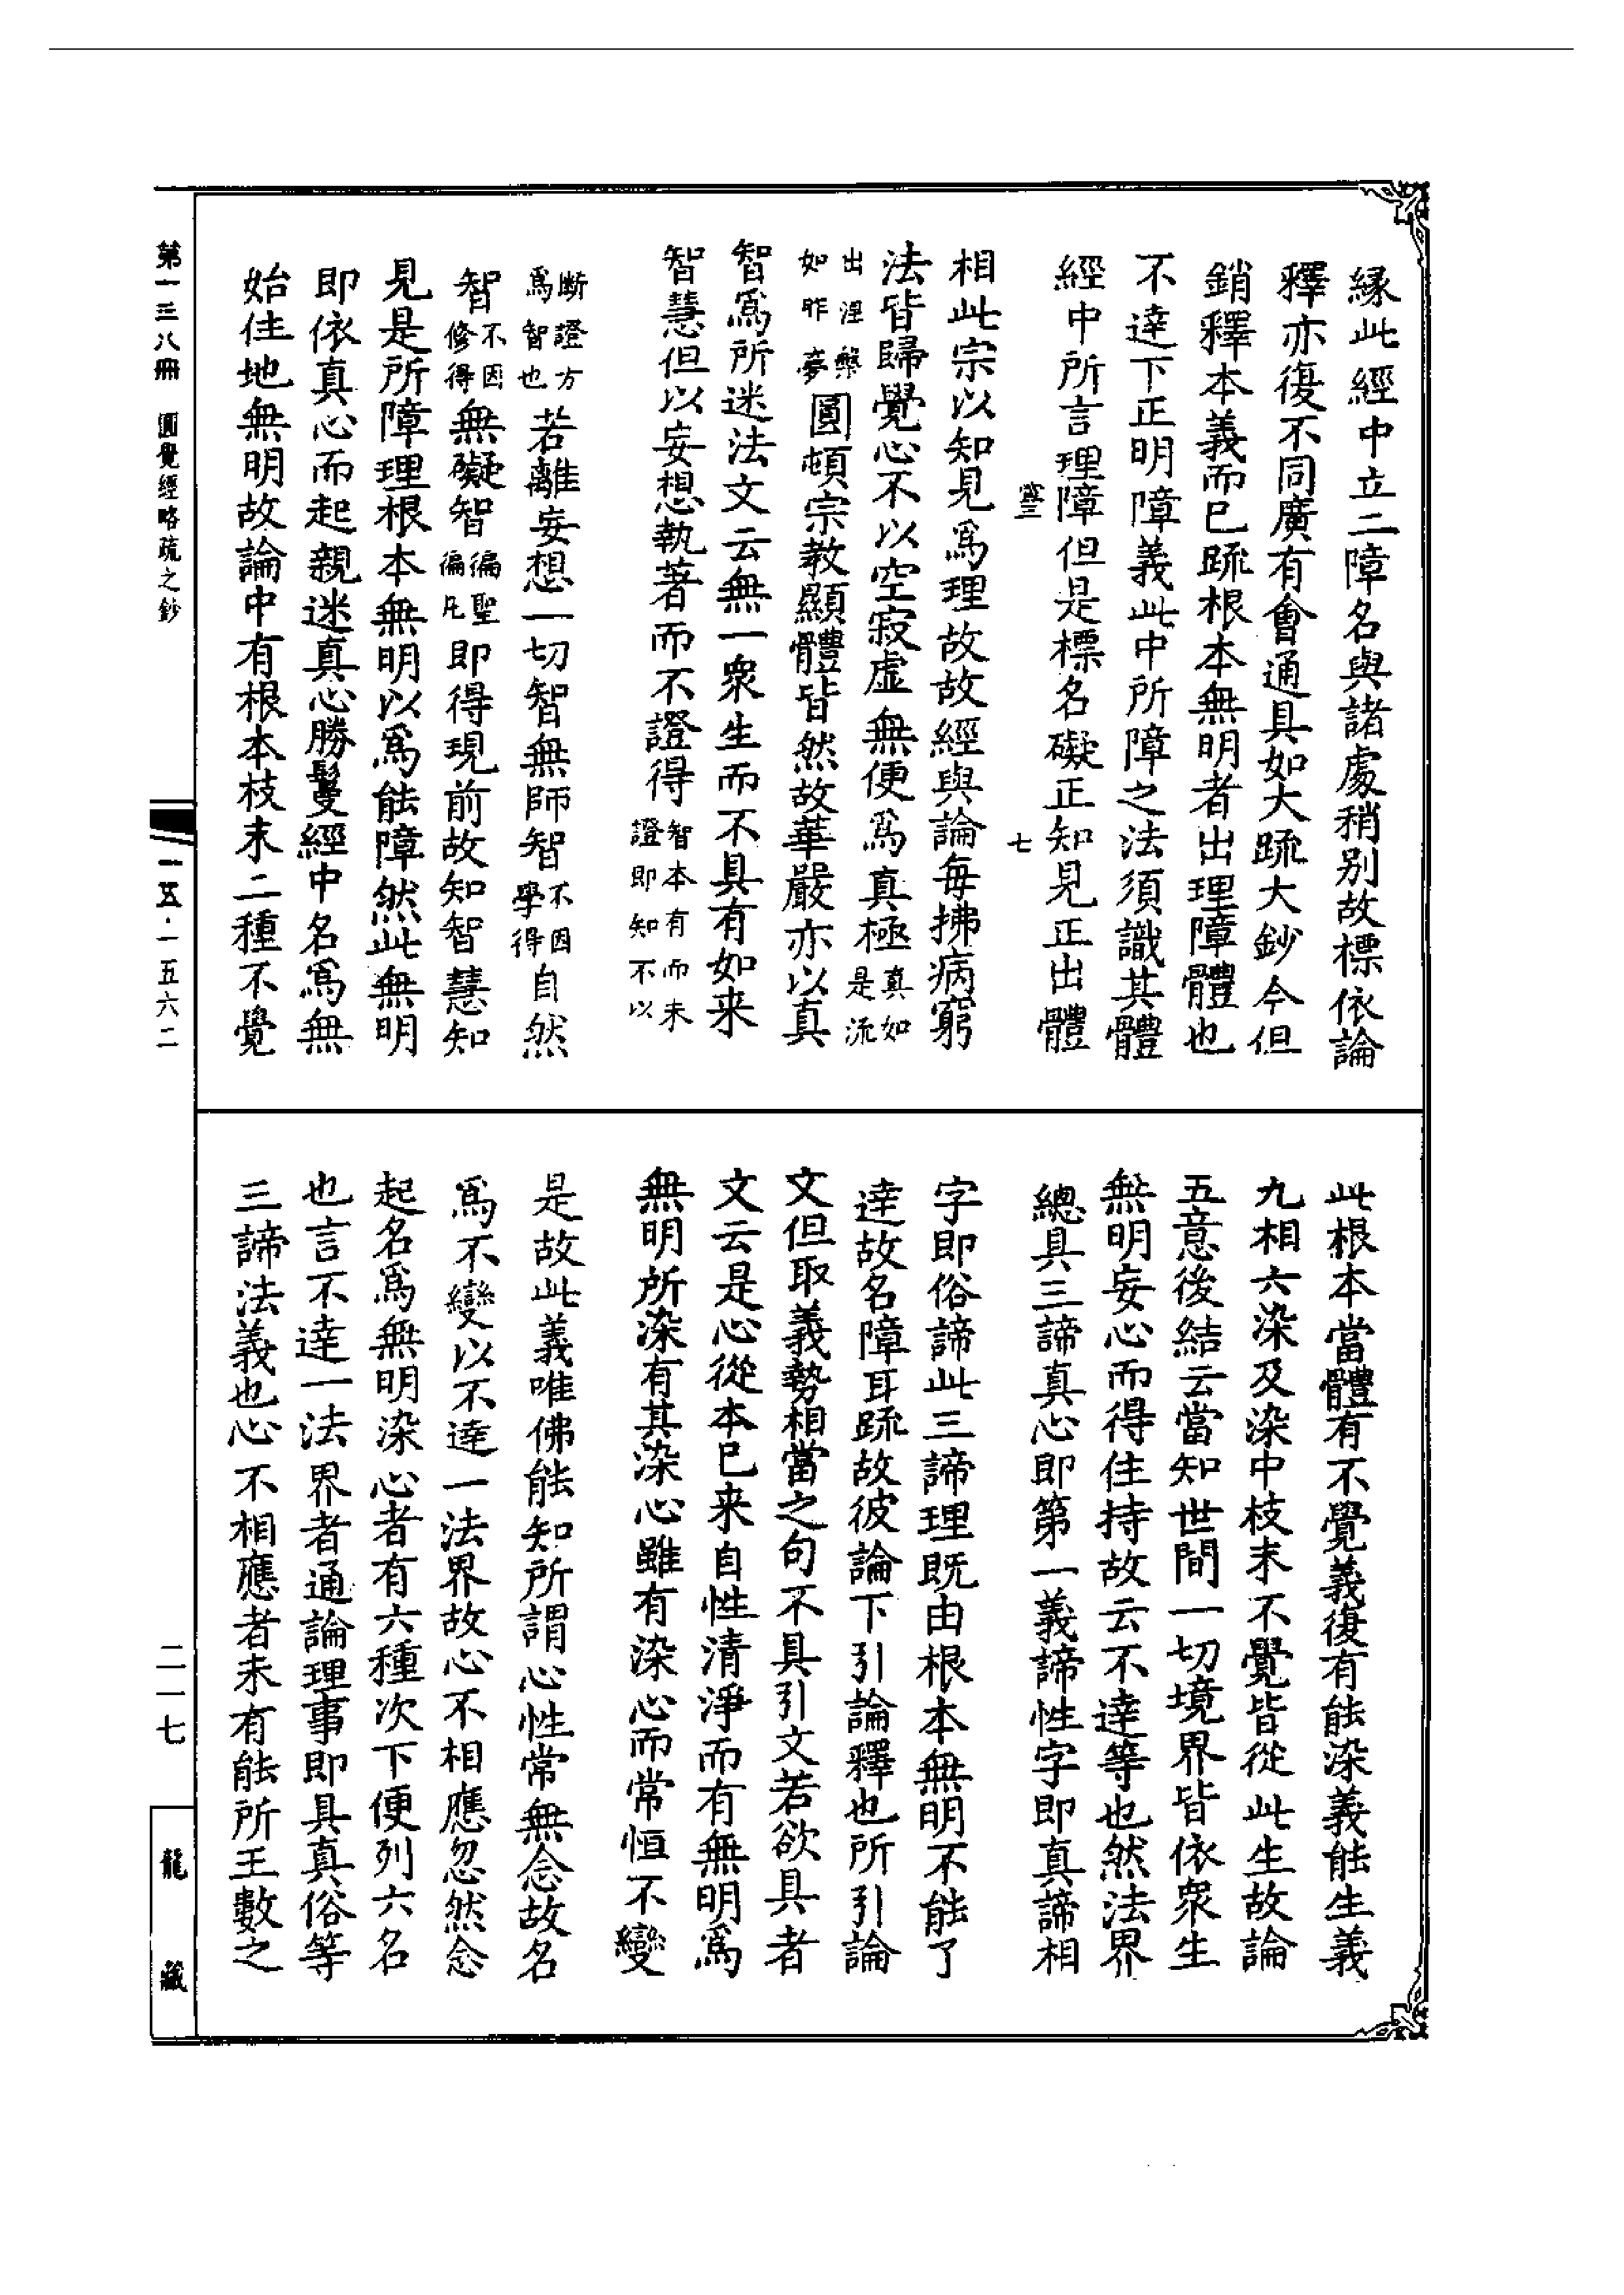 緣此經中立二障名與諸處稍別故標依論
釋亦復不同廣有會通具如大疏大鈔今但
銷釋本義而已疏根本無明者出理障體也
不達下正明障義此中所障之法須識其體
經中所言理障但是標名礙正知見正出體
七
相此宗以知見為理故故經與論每拂病窮
法皆歸覺心不以空寂虛無便為真極真如是流
出涅槃如昨夢圓頓宗教顯體皆然故華嚴亦以真
智為所迷法文云無一眾生而不具有如来
智慧但以妄想執著而不證得智本有而未證即知不以
斷證方為智也若離妄想一切智無師智不因學得自然
智不因修得無礙智徧聖徧凡即得現前故知智慧知
見是所障理根本無明以為能障然此無明
即依真心而起親迷真心勝鬘經中名為無
始住地無明故論中有根本枝末二種不覺
此根本當體有不覺義復有能染義能生義
九相六染及染中枝末不覺皆從此生故論
五意後結云當知世間一切境界皆依眾生
無明妄心而得住持故云不達等也然法界
總具三諦真心即第一義諦性字即真諦相
字即俗諦此三諦理既由根本無明不能了
達故名障耳疏故彼論下引論釋也所引論
文但取義勢相當之句不具引文若欲具者
文云是心從本已来自性清淨而有無明為
無明所染有其染心雖有染心而常恒不變
是故此義唯佛能知所謂心性常無念故名
為不變以不達一法界故心不相應忽然念
起名為無明染心者有六種次下便列六名
也言不達一法界者通論理事即具真俗等
三諦法義也心不相應者未有能所王數之
第一三八冊 圓覺經略疏之鈔
一五·一五六二
二一七
龍藏